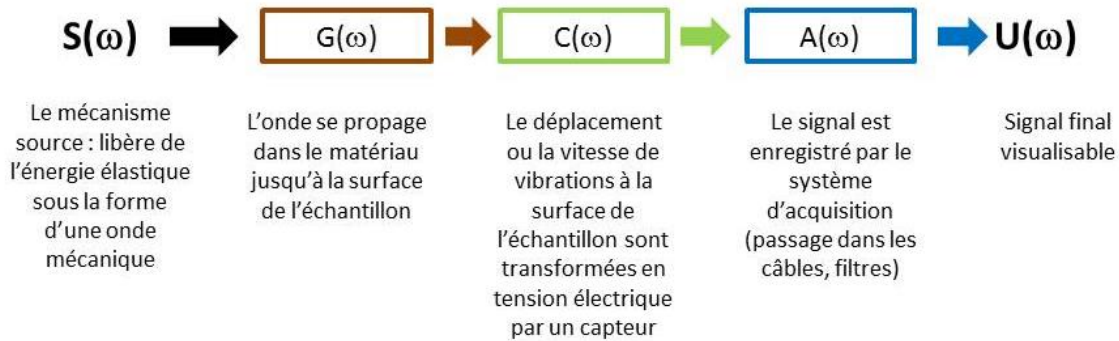 S(ω) G(ω) C(ω) A(ω) U(ω)
Le mécanisme
source : libère de
l’énergie élastique
sous la forme
d’une onde
mécanique
L’onde se propage
dans le matériau
jusqu’à la surface
de l’échantillon
Le déplacement
ou la vitesse de
vibrations à la
surface de
l’échantillon sont
transformées en
tension électrique
par un capteur
Le signal est
enregistré par le
système
d’acquisition
(passage dans les
câbles, filtres)
Signal final
visualisable